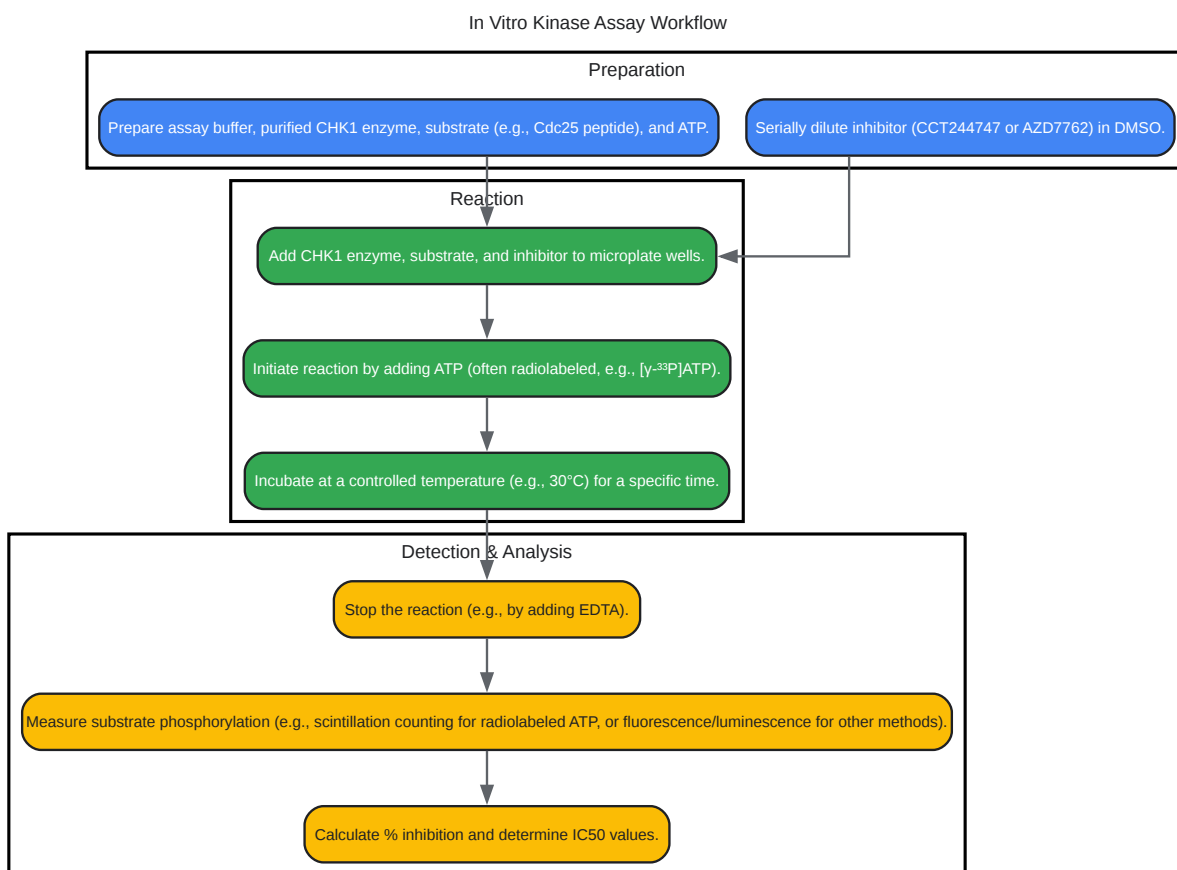 In Vitro Kinase Assay Workflow
Preparation
Prepare assay buffer, purified CHK1 enzyme, substrate (e.g., Cdc25 peptide), and ATP.
Serially dilute inhibitor (CCT244747 or AZD7762) in DMSO.
Reaction
Add CHK1 enzyme, substrate, and inhibitor to microplate wells.
Initiate reaction by adding ATP (often radiolabeled, e.g., [γ-³³P]ATP).
Incubate at a controlled temperature (e.g., 30°C) for a specific time.
Detection & Analysis
Stop the reaction (e.g., by adding EDTA).
Measure substrate phosphorylation (e.g., scintillation counting for radiolabeled ATP, or fluorescence/luminescence for other methods).
Calculate % inhibition and determine IC50 values.